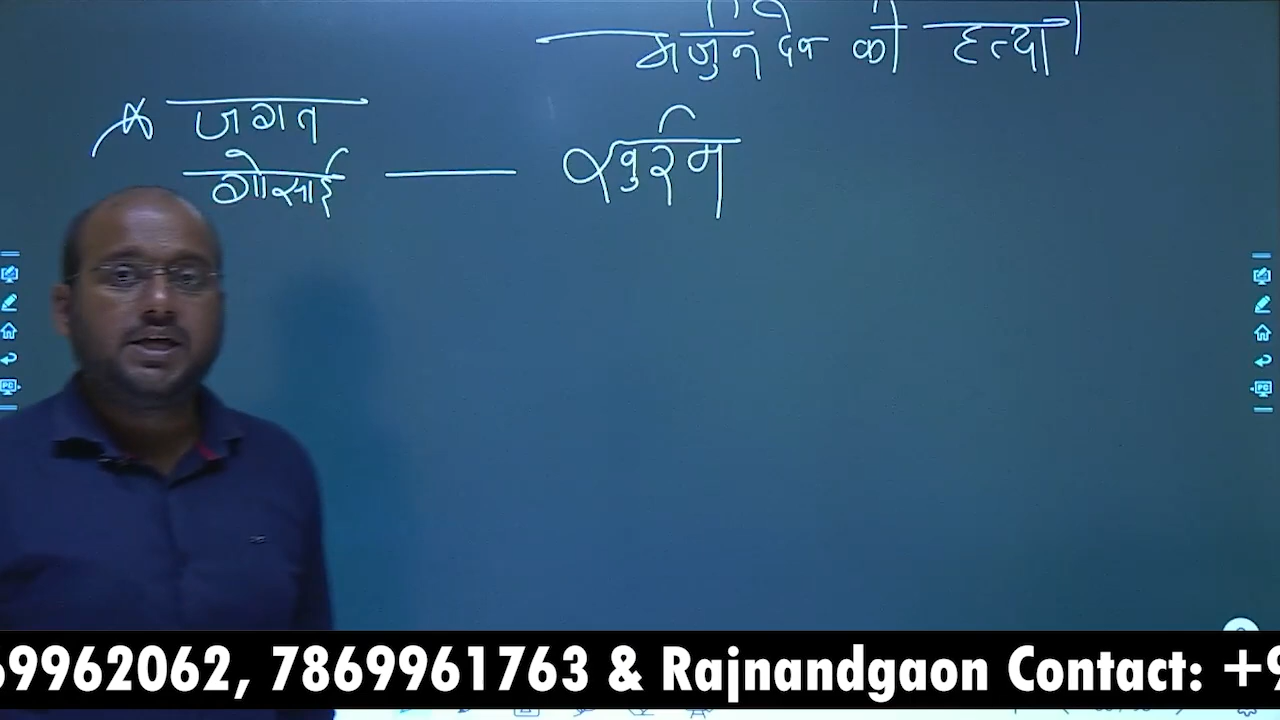 अर्जुन देव की हत्या।
जगत
गोसाई — खुर्रम
69962062, 7869961763 & Rajnandgaon Contact: +9